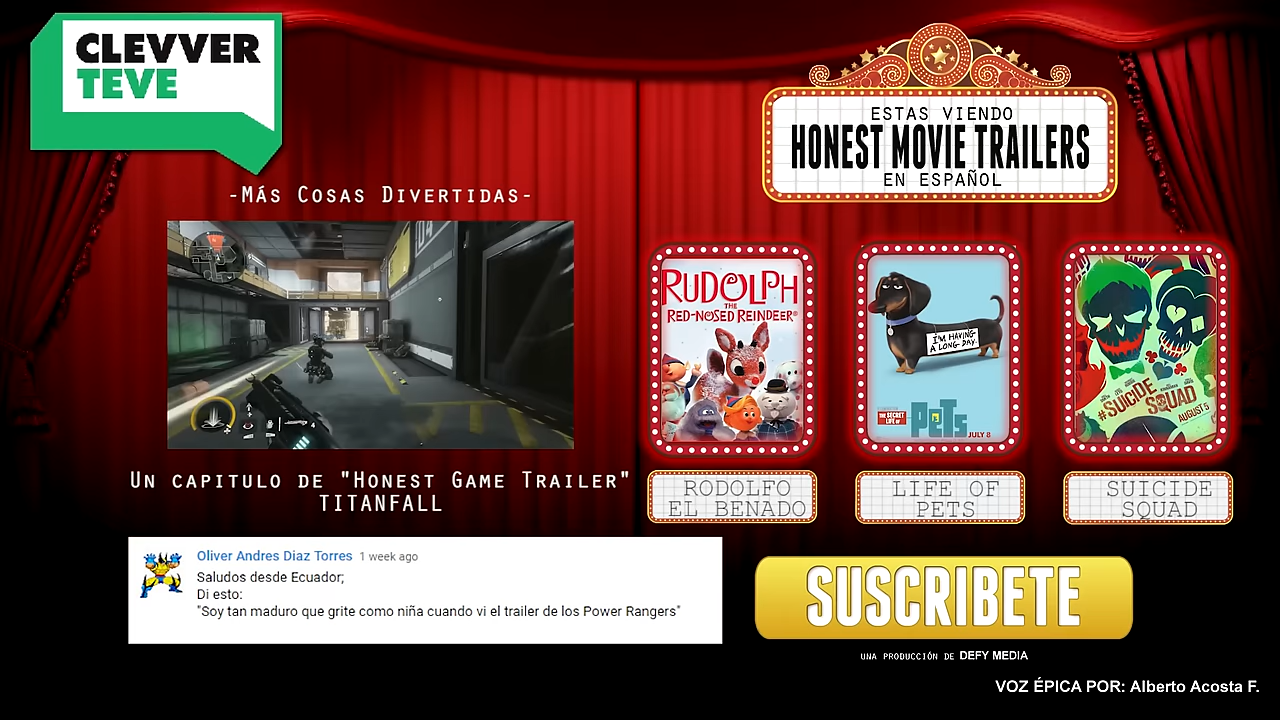 CLEVVER
TEVE
ESTAS VIENDO
HONEST MOVIE TRAILERS
EN ESPAÑOL
-MÁS COSAS DIVERTIDAS-
04
4
UN CAPITULO DE "HONEST GAME TRAILER"
TITANFALL
RUDOLPH
THE
RED-NOSED REINDEER®
RODOLFO
EL BENADO
I'M HAVING
A LONG DAY.
THE SECRET
LIFE OF
PETS
JULY 8
LIFE OF
PETS
#SUICIDE
SQUAD
AUGUST 5
SUICIDE
SQUAD
Oliver Andres Diaz Torres 1 week ago
Saludos desde Ecuador;
Di esto:
"Soy tan maduro que grite como niña cuando vi el trailer de los Power Rangers"
SUSCRIBETE
UNA PRODUCCIÓN DE DEFY MEDIA
VOZ ÉPICA POR: Alberto Acosta F.